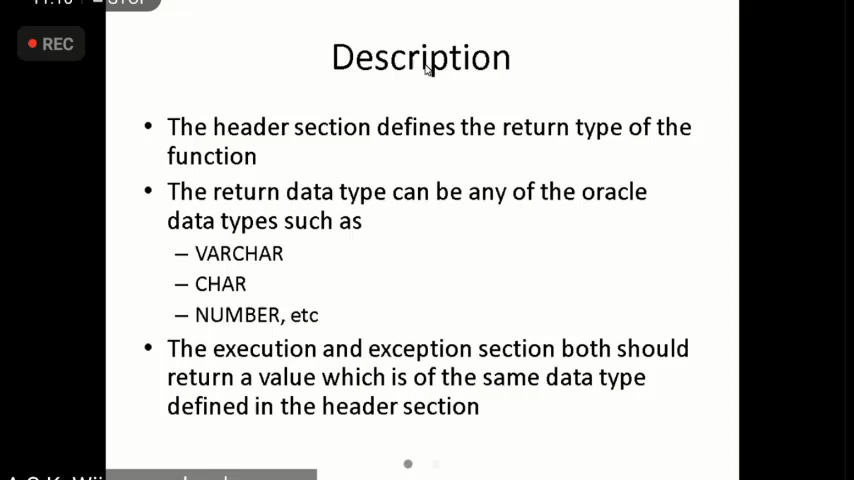 REC
Description
• The header section defines the return type of the
function
• The return data type can be any of the oracle
data types such as
– VARCHAR
– CHAR
– NUMBER, etc
• The execution and exception section both should
return a value which is of the same data type
defined in the header section